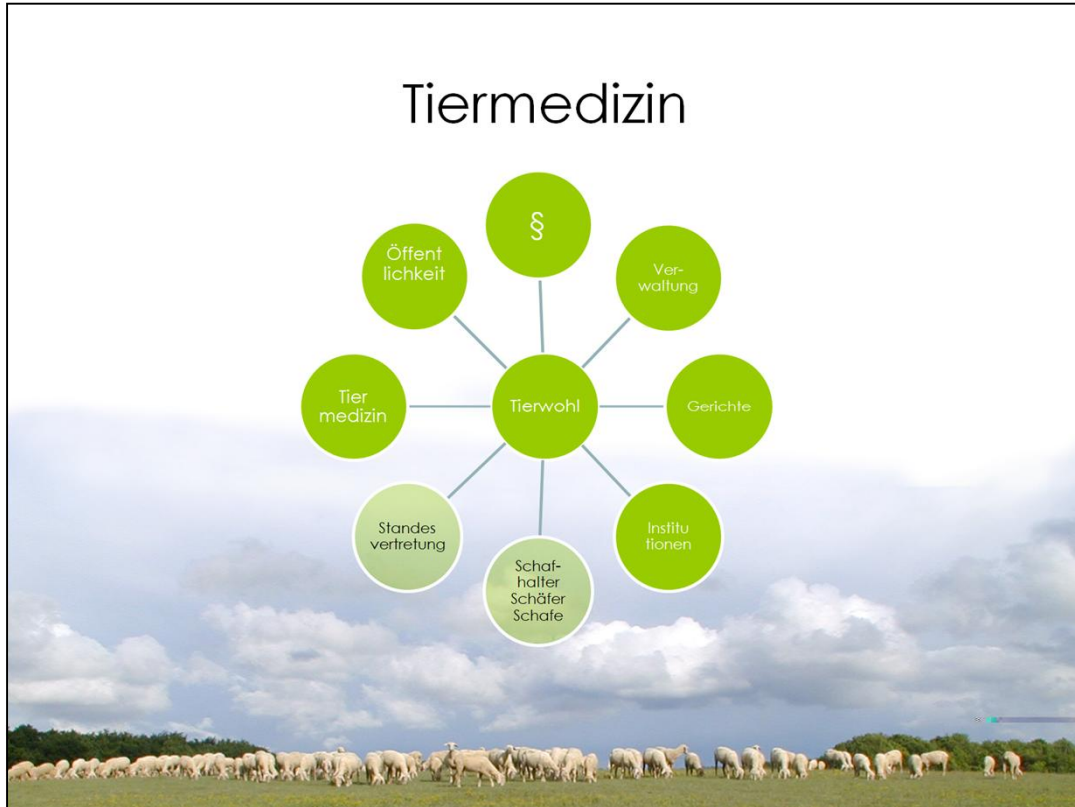 Tiermedizin
§
Öffent
lichkeit
Ver-
waltung
Tier
medizin
Tierwohl
Gerichte
Standes
vertretung
Institu
tionen
Schaf-
halter
Schäfer
Schafe